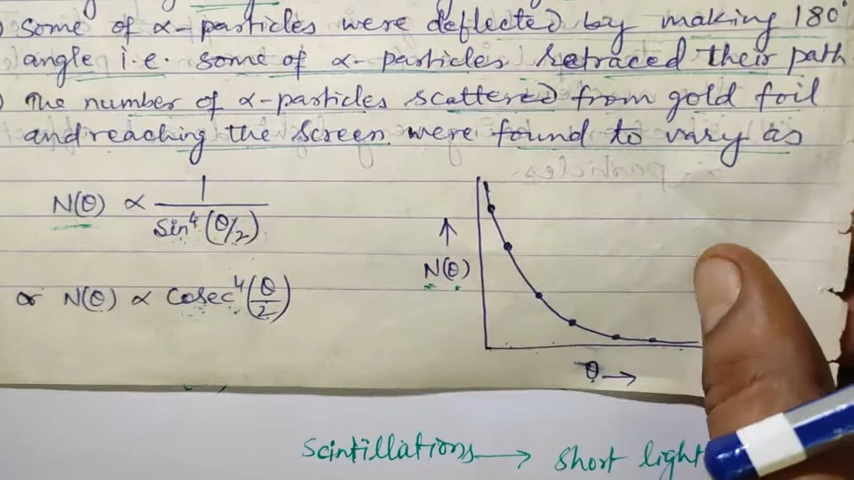 Some of α-particles were deflected by making 180°
angle i.e. some of α-particles retraced their path
The number of α-particles scattered from gold foil
and reaching the screen were found to vary as
N(θ) ∝ 1/Sin⁴(θ/2)
or N(θ) ∝ Cosec⁴(θ/2)
↑
N(θ)
θ →
Scintillations → Short light